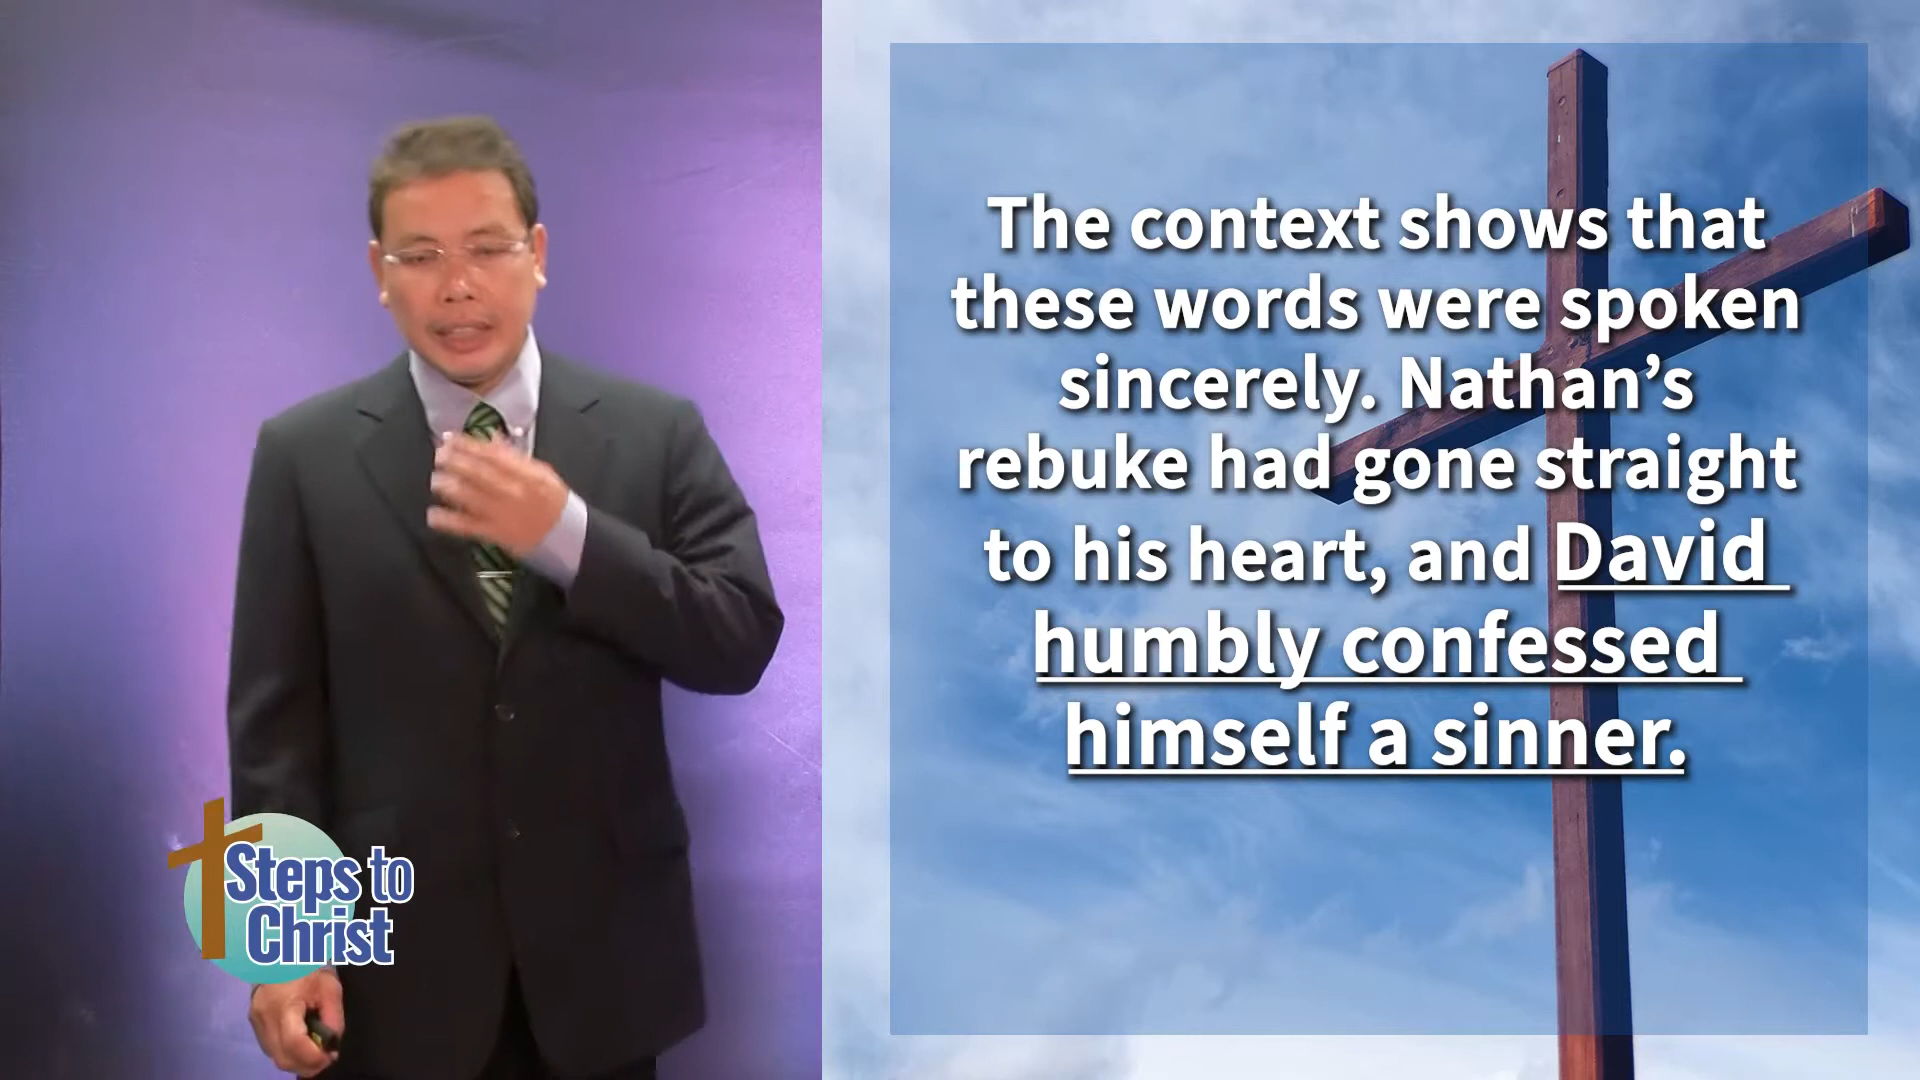 The context shows that
these words were spoken
sincerely. Nathan’s
rebuke had gone straight
to his heart, and David
humbly confessed
himself a sinner.
Steps to
Christ